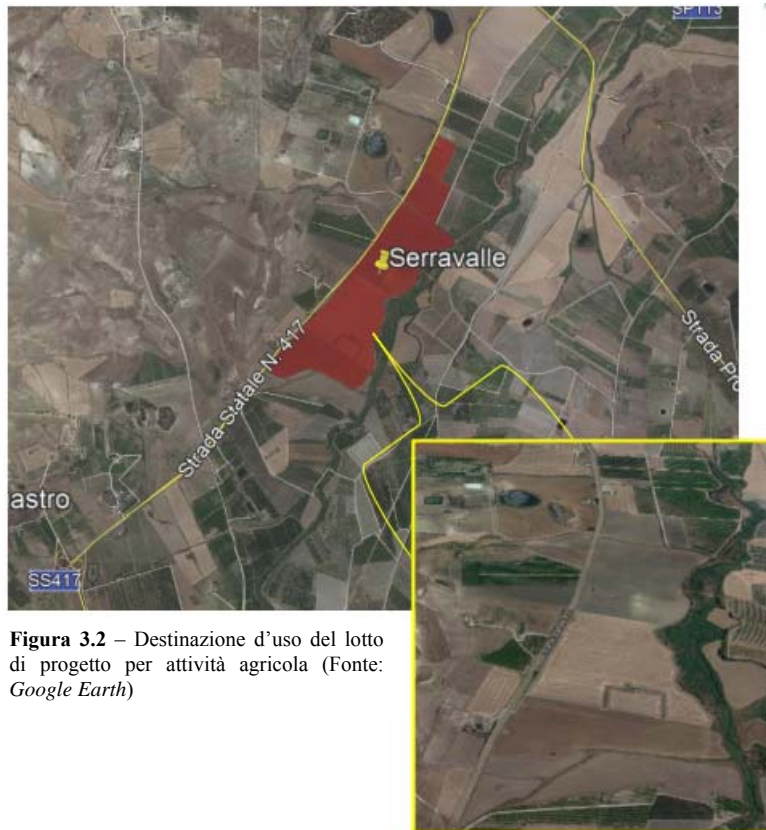 SP113
Serravalle
Strada Statale N. 417
Strada Pro
astro
SS417
Figura 3.2 – Destinazione d'uso del lotto
di progetto per attività agricola (Fonte:
Google Earth)